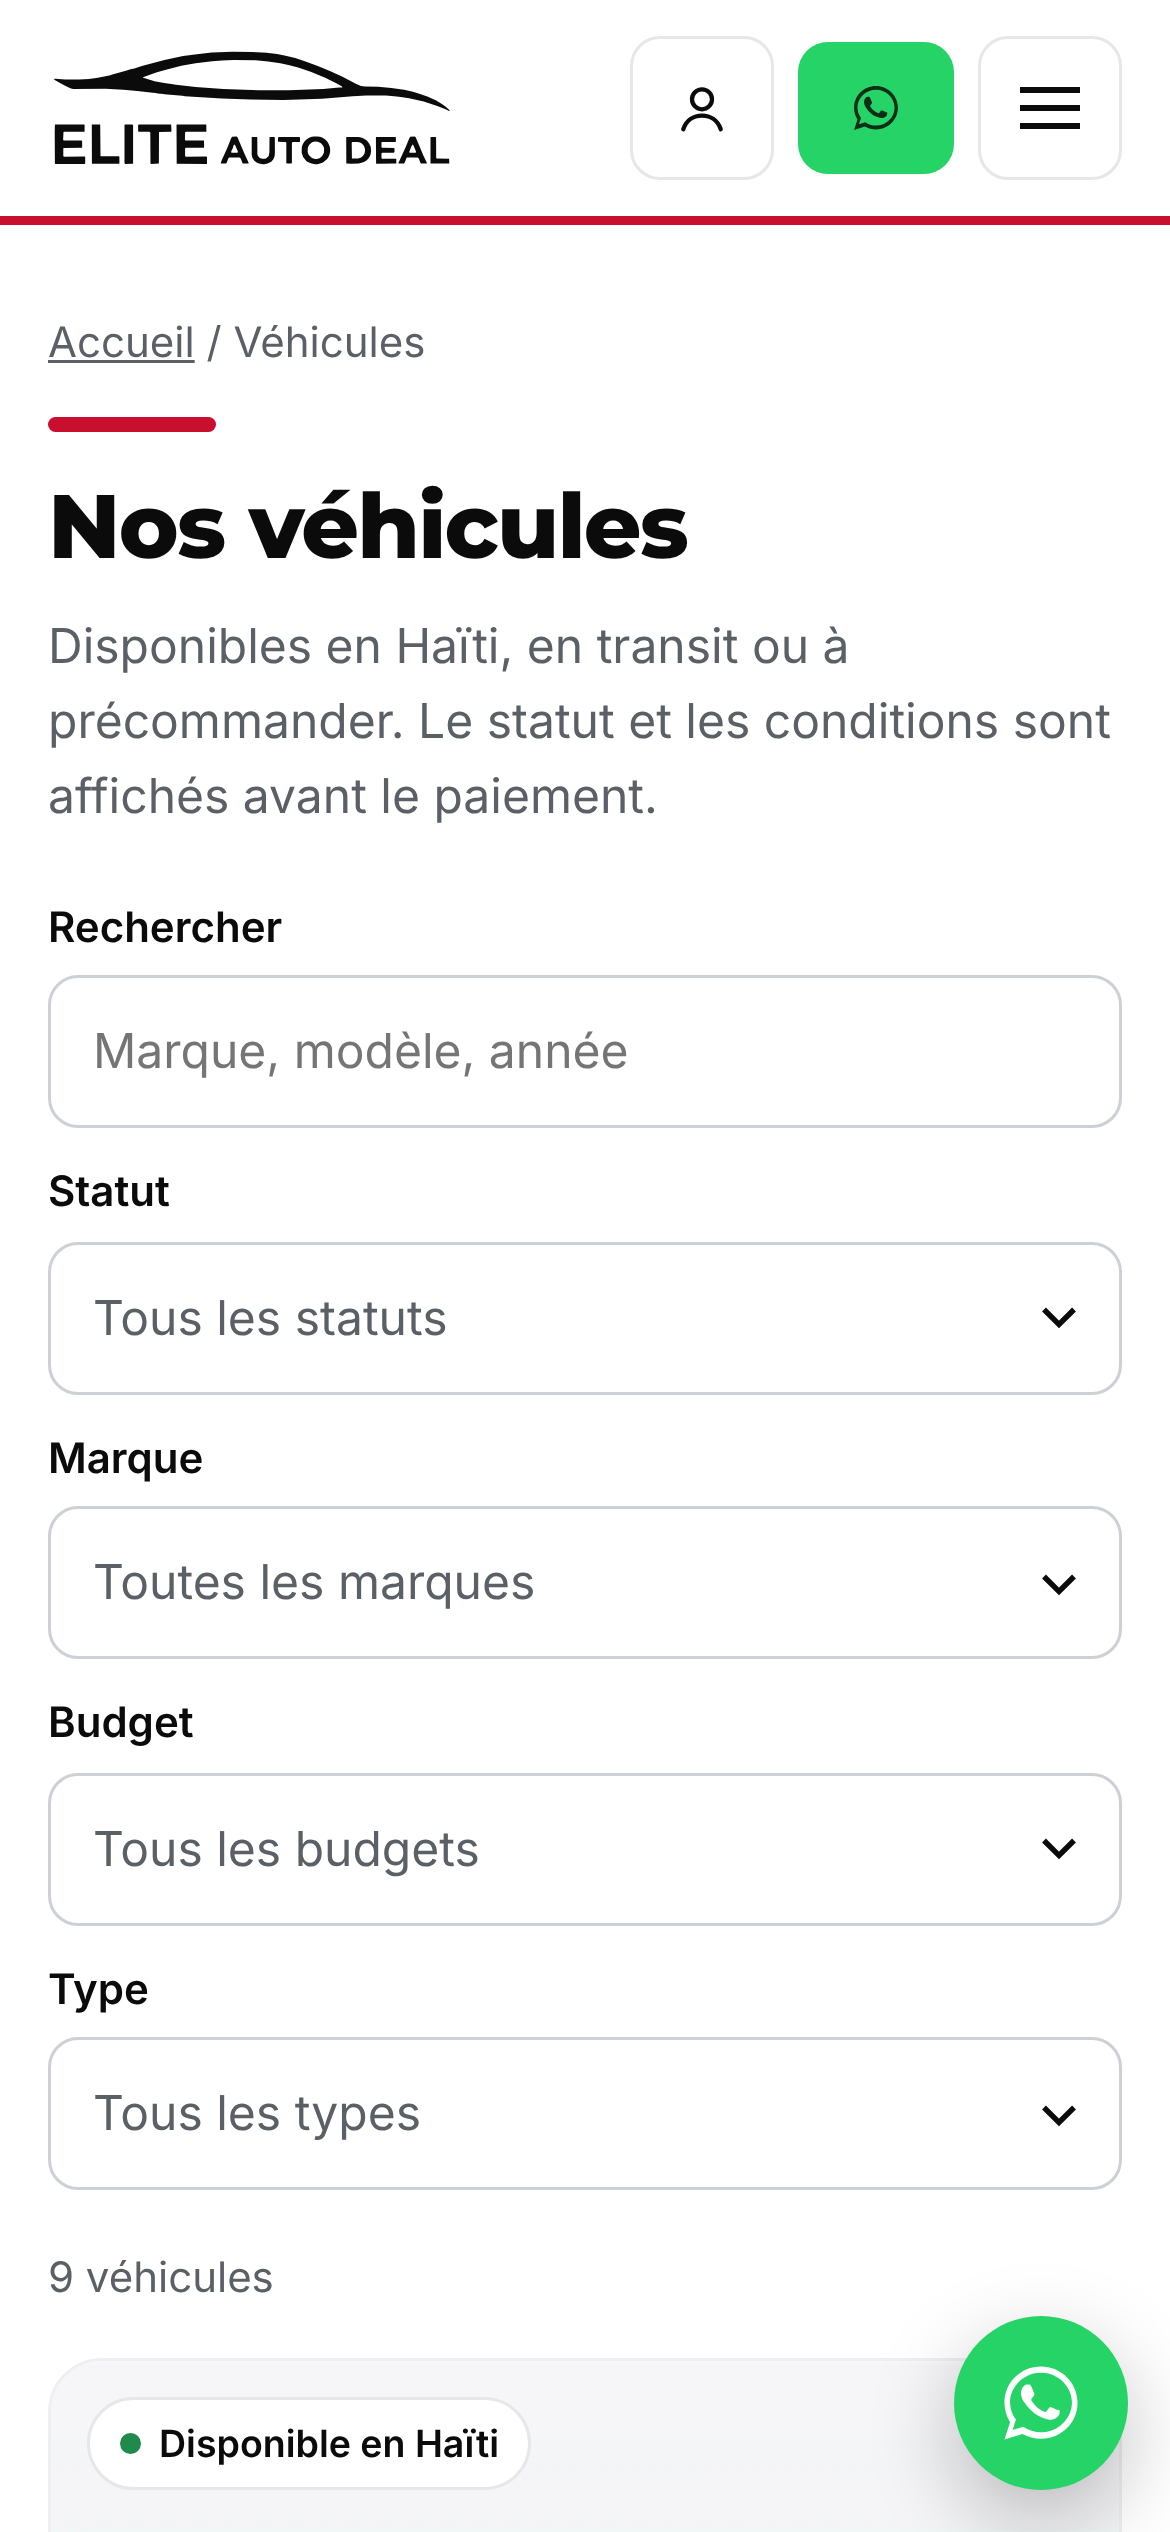 ELITE AUTO DEAL
Accueil / Véhicules
Nos véhicules
Disponibles en Haïti, en transit ou à
précommander. Le statut et les conditions sont
affichés avant le paiement.
Rechercher
Marque, modèle, année
Statut
Tous les statuts
Marque
Toutes les marques
Budget
Tous les budgets
Type
Tous les types
9 véhicules
Disponible en Haïti